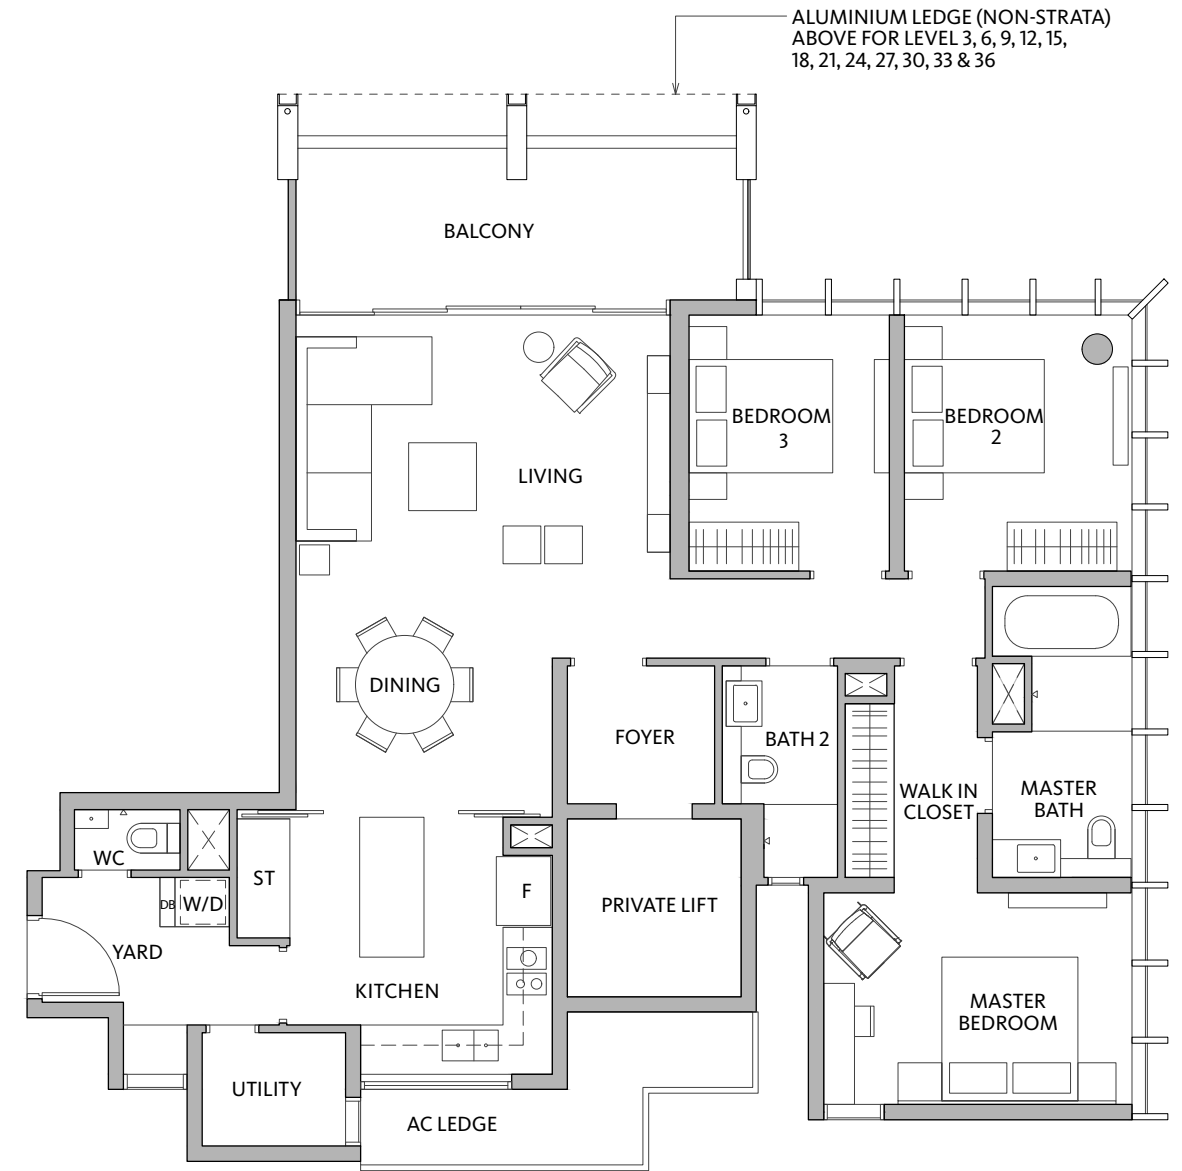 ALUMINIUM LEDGE (NON-STRATA)
ABOVE FOR LEVEL 3, 6, 9, 12, 15,
18, 21, 24, 27, 30, 33 & 36
BALCONY
BEDROOM
3
BEDROOM
2
LIVING
DINING
FOYER
BATH 2
WALK IN
CLOSET
MASTER
BATH
WC
ST
F
DB
W/D
PRIVATE LIFT
YARD
KITCHEN
MASTER
BEDROOM
UTILITY
AC LEDGE